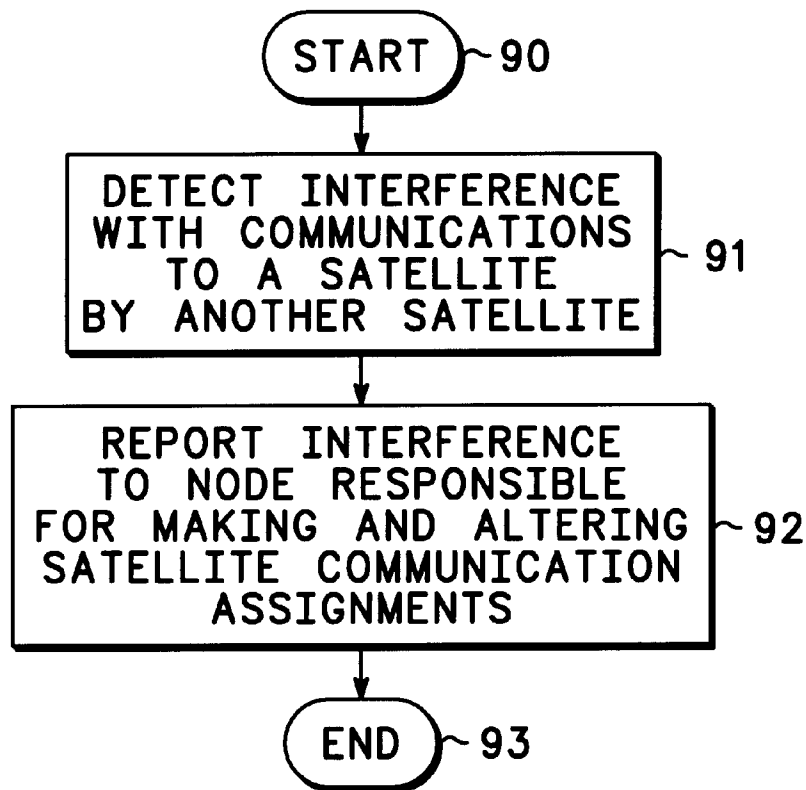 START 90
DETECT INTERFERENCE
WITH COMMUNICATIONS
TO A SATELLITE
BY ANOTHER SATELLITE
91
REPORT INTERFERENCE
TO NODE RESPONSIBLE
FOR MAKING AND ALTERING
SATELLITE COMMUNICATION
ASSIGNMENTS
92
END 93